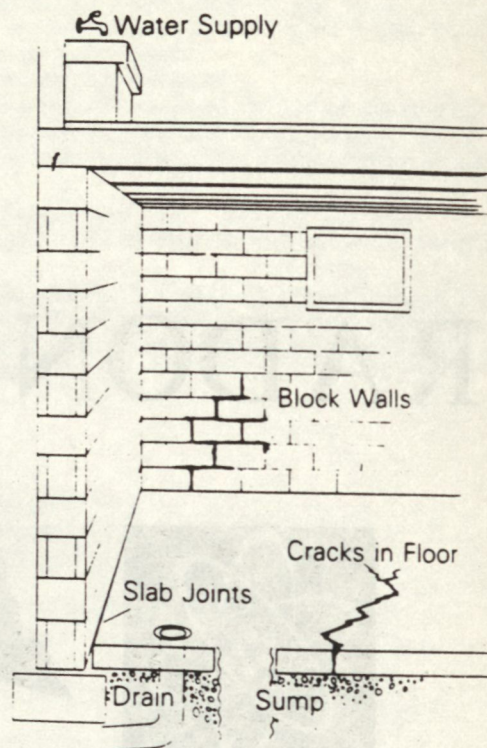 Water Supply
Block Walls
Cracks in Floor
Slab Joints
Drain
Sump